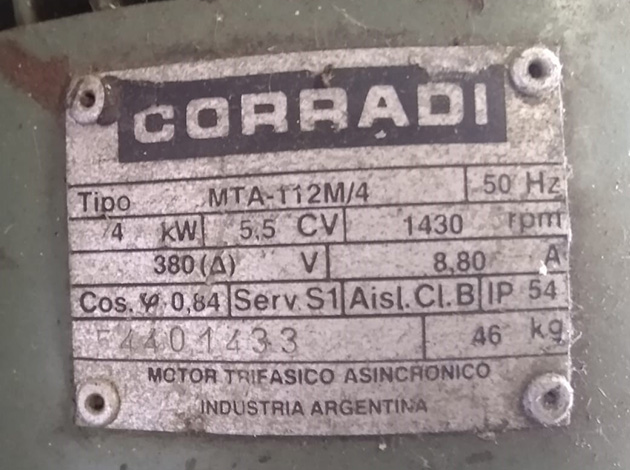 CORRADI
Tipo MTA-112M/4 50 Hz
4 kW 5,5 CV 1430 rpm
380(Δ) V 8,80 A
Cos. φ 0,84 Serv. S1 Aisl. Cl. B IP 54
F4401433 46 kg
MOTOR TRIFASICO ASINCRONICO
INDUSTRIA ARGENTINA